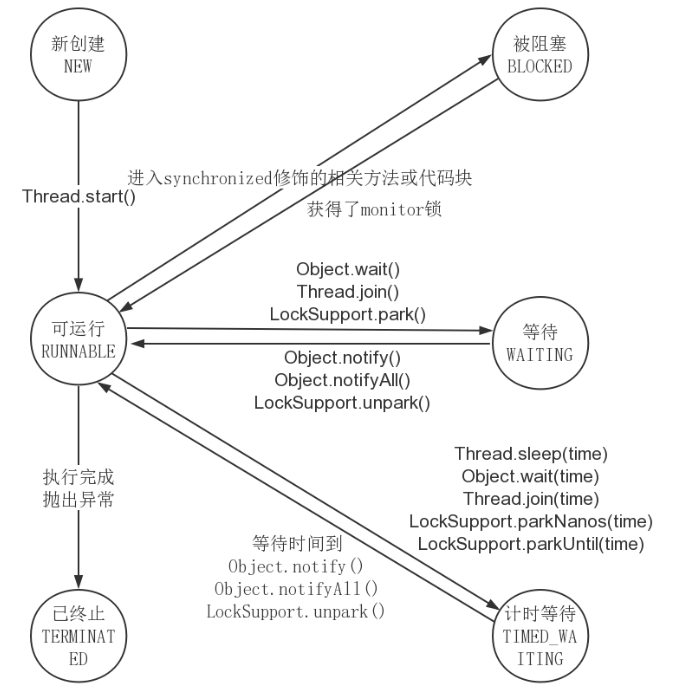 新创建
NEW
被阻塞
BLOCKED
进入synchronized修饰的相关方法或代码块
Thread.start()
获得了monitor锁
Object.wait()
Thread.join()
LockSupport.park()
可运行
RUNNABLE
等待
WAITING
Object.notify()
Object.notifyAll()
LockSupport.unpark()
Thread.sleep(time)
Object.wait(time)
Thread.join(time)
LockSupport.parkNanos(time)
LockSupport.parkUntil(time)
执行完成
抛出异常
等待时间到
Object.notify()
Object.notifyAll()
LockSupport.unpark()
已终止
TERMINAT
ED
计时等待
TIMED_WA
ITING